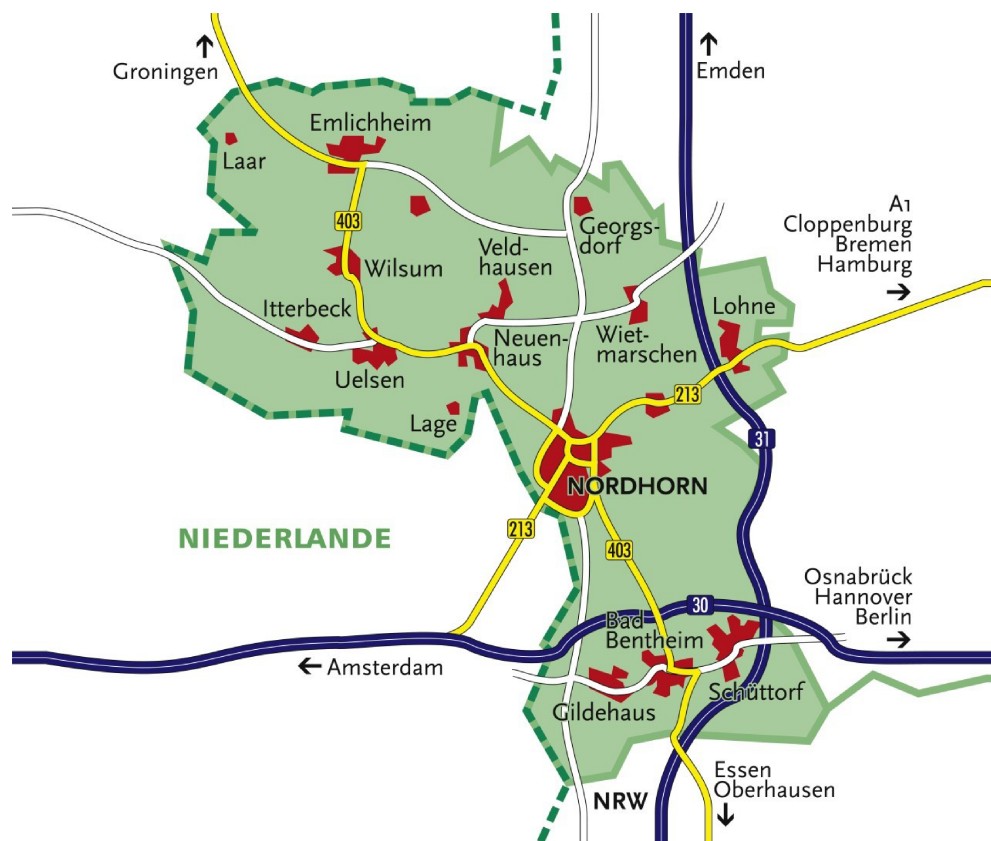 Groningen
Emden
Emlichheim
Laar
A1
Cloppenburg
Bremen
Hamburg
403
Georgs-
dorf
Veld-
hausen
Wilsum
Itterbeck
Lohne
Neuen-
haus
Wiet-
marschen
Uelsen
213
Lage
31
NORDHORN
NIEDERLANDE
213
403
Osnabrück
Hannover
Berlin
30
Bad
Bentheim
Amsterdam
Schüttorf
Gildehaus
Essen
Oberhausen
NRW